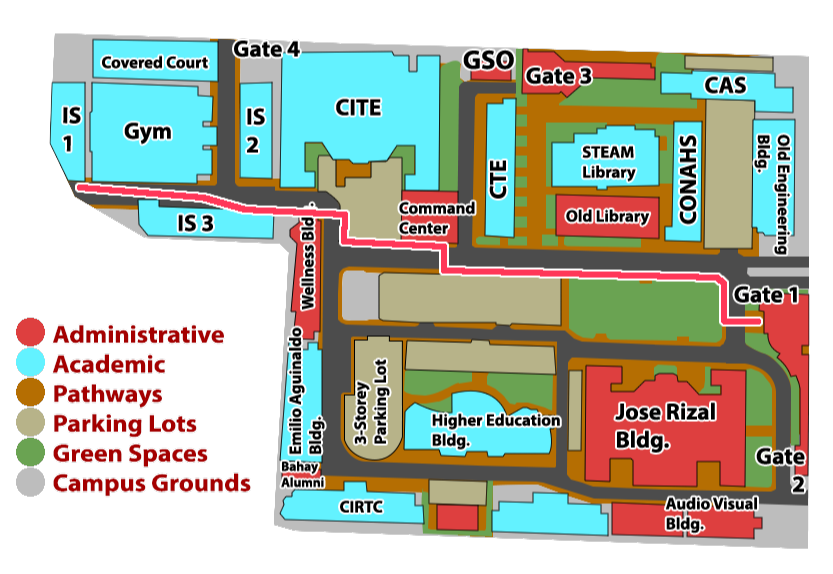 Gate 4
GSO
Covered Court
Gate 3
CAS
IS
1
Gym
IS
2
CITE
CTE
STEAM
Library
CONAHS
Old Engineering
Bldg.
Old Library
Command
Center
IS 3
Wellness Bldg.
Gate 1
Administrative
Academic
Pathways
Parking Lots
Green Spaces
Campus Grounds
Emilio Aguinaldo
Bldg.
3-Storey
Parking Lot
Higher Education
Bldg.
Jose Rizal
Bldg.
Gate
2
Bahay
Alumni
CIRTC
Audio Visual
Bldg.